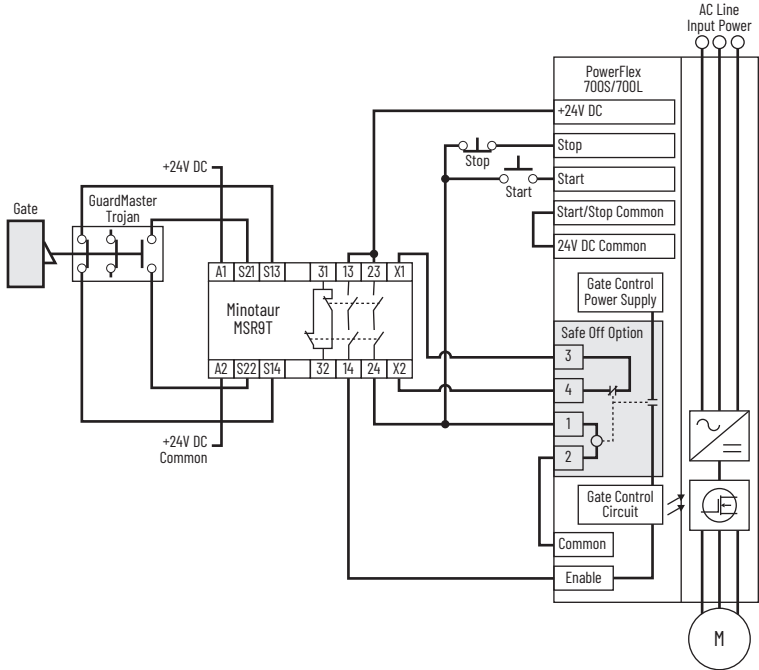 AC Line
Input Power
PowerFlex
700S/700L
+24V DC
Stop
Stop
Start
Start
Start/Stop Common
24V DC Common
+24V DC
Gate
GuardMaster
Trojan
A1 S21 S13 31 13 23 X1
Minotaur
MSR9T
A2 S22 S14 32 14 24 X2
+24V DC
Common
Gate Control
Power Supply
Safe Off Option
3
4
1
2
Gate Control
Circuit
Common
Enable
M